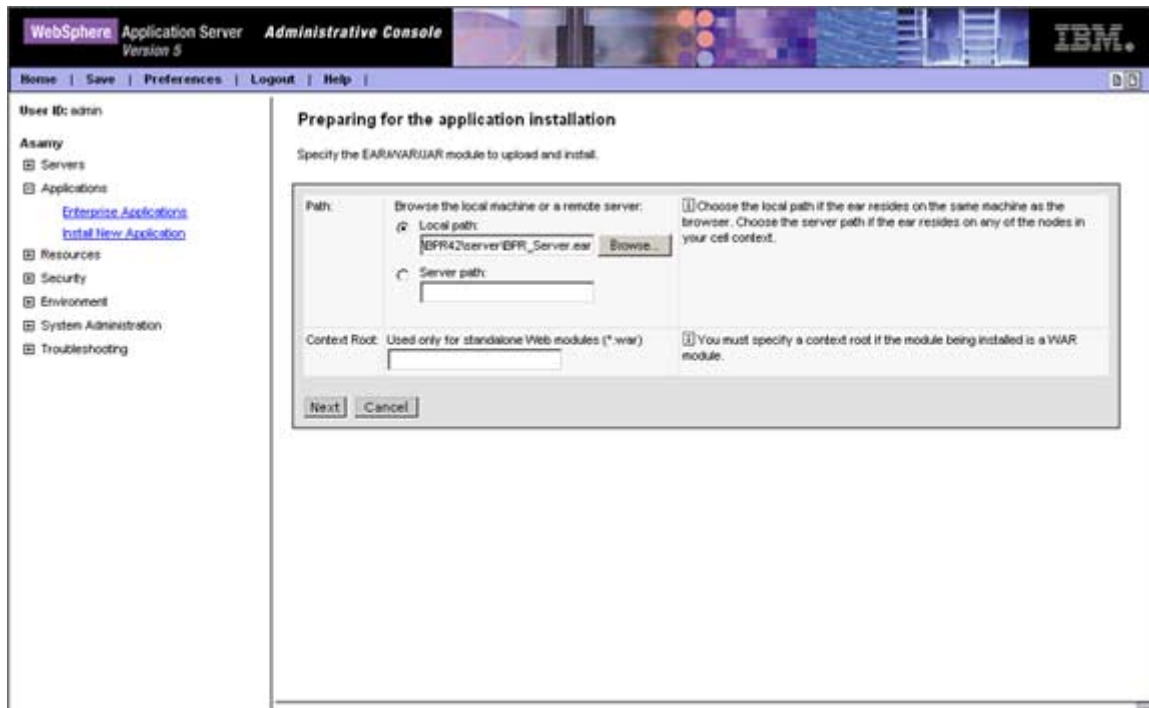 WebSphere Application Server Administrative Console
Version 5
IBM.
Home | Save | Preferences | Logout | Help |
User ID: admin
Asamy
Servers
Applications
Enterprise Applications
Install New Application
Resources
Security
Environment
System Administration
Troubleshooting
Preparing for the application installation
Specify the EAR/WAR/JAR module to upload and install.
Path:
Browse the local machine or a remote server:
Local path:
\BPR42\server\BPR_Server.ear
Browse...
Server path:
Choose the local path if the ear resides on the same machine as the
browser. Choose the server path if the ear resides on any of the nodes in
your cell context.
Context Root:
Used only for standalone Web modules (*.war)
You must specify a context root if the module being installed is a WAR
module.
Next
Cancel